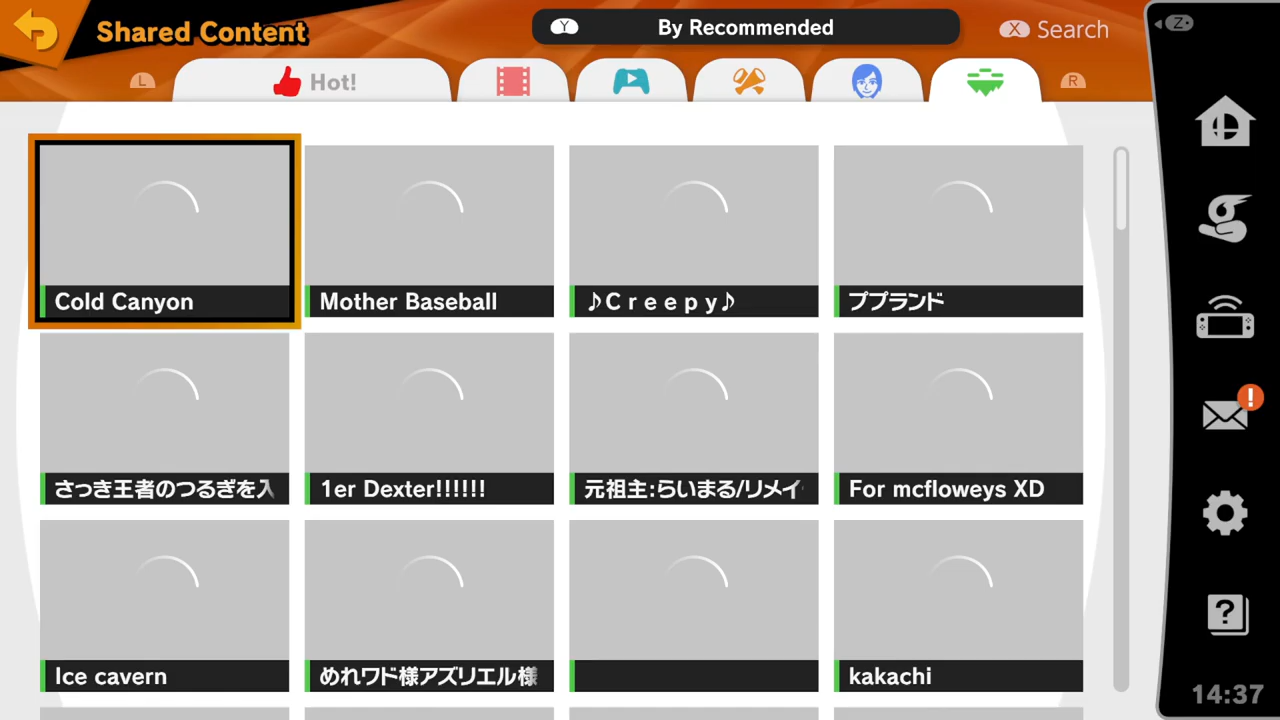 Shared Content
Y By Recommended
X Search
Z
L
Hot!
R
Cold Canyon
Mother Baseball
♪Creepy♪
ププランド
さっき王者のつるぎを入
1er Dexter!!!!!!
元祖主:らいまる/リメイ
For mcfloweys XD
Ice cavern
めれワド様アズリエル様
kakachi
14:37